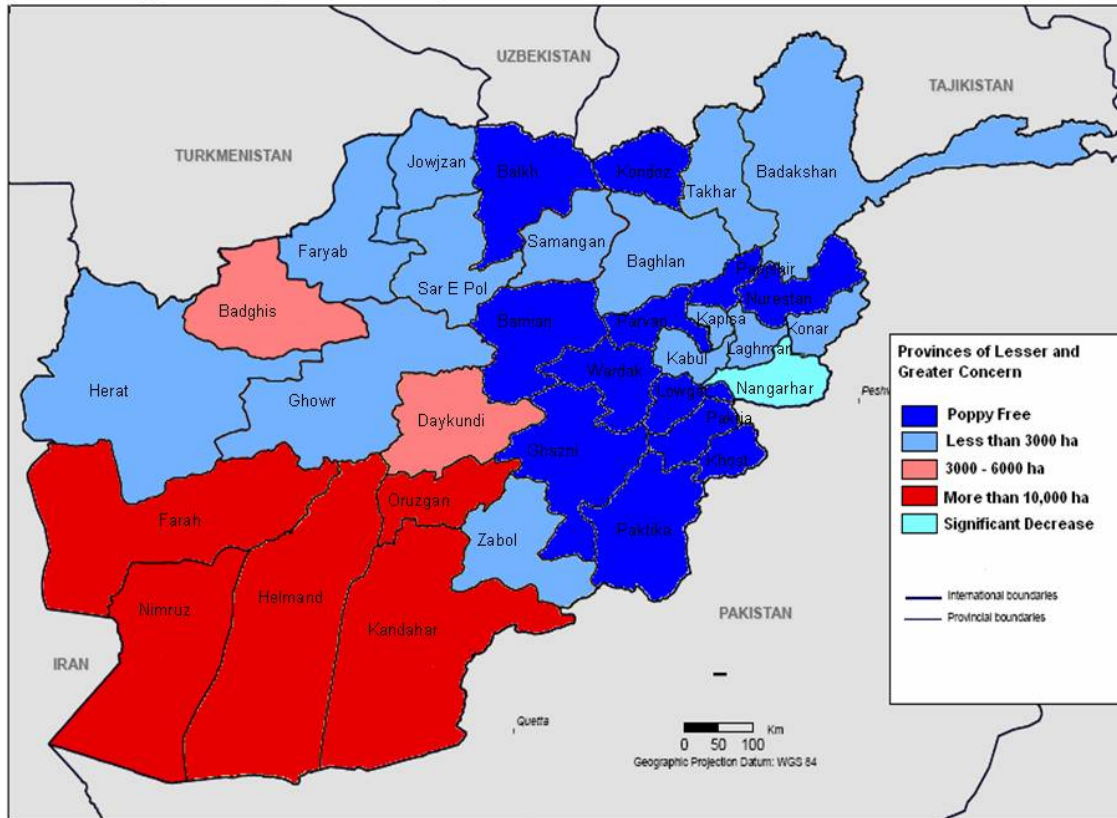 UZBEKISTAN
TAJIKISTAN
TURKMENISTAN
Jowjzan
Balkh
Kondoz
Takhar
Badakshan
Faryab
Samangan
Baghlan
Sar E Pol
Panjfair
Nurestan
Badghis
Bamian
Parvan
Kapisa
Konar
Laghman
Kabul
Herat
Ghowr
Wardak
Lowgar
Nangarhar
Daykundi
Paktia
Ghazni
Khost
Oruzgan
Farah
Zabol
Paktika
Nimruz
Helmand
Kandahar
PAKISTAN
IRAN
Quetta
Peshw
Provinces of Lesser and
Greater Concern
Poppy Free
Less than 3000 ha
3000 - 6000 ha
More than 10,000 ha
Significant Decrease
International boundaries
Provincial boundaries
Km
0 50 100
Geographic Projection Datum: WGS 84